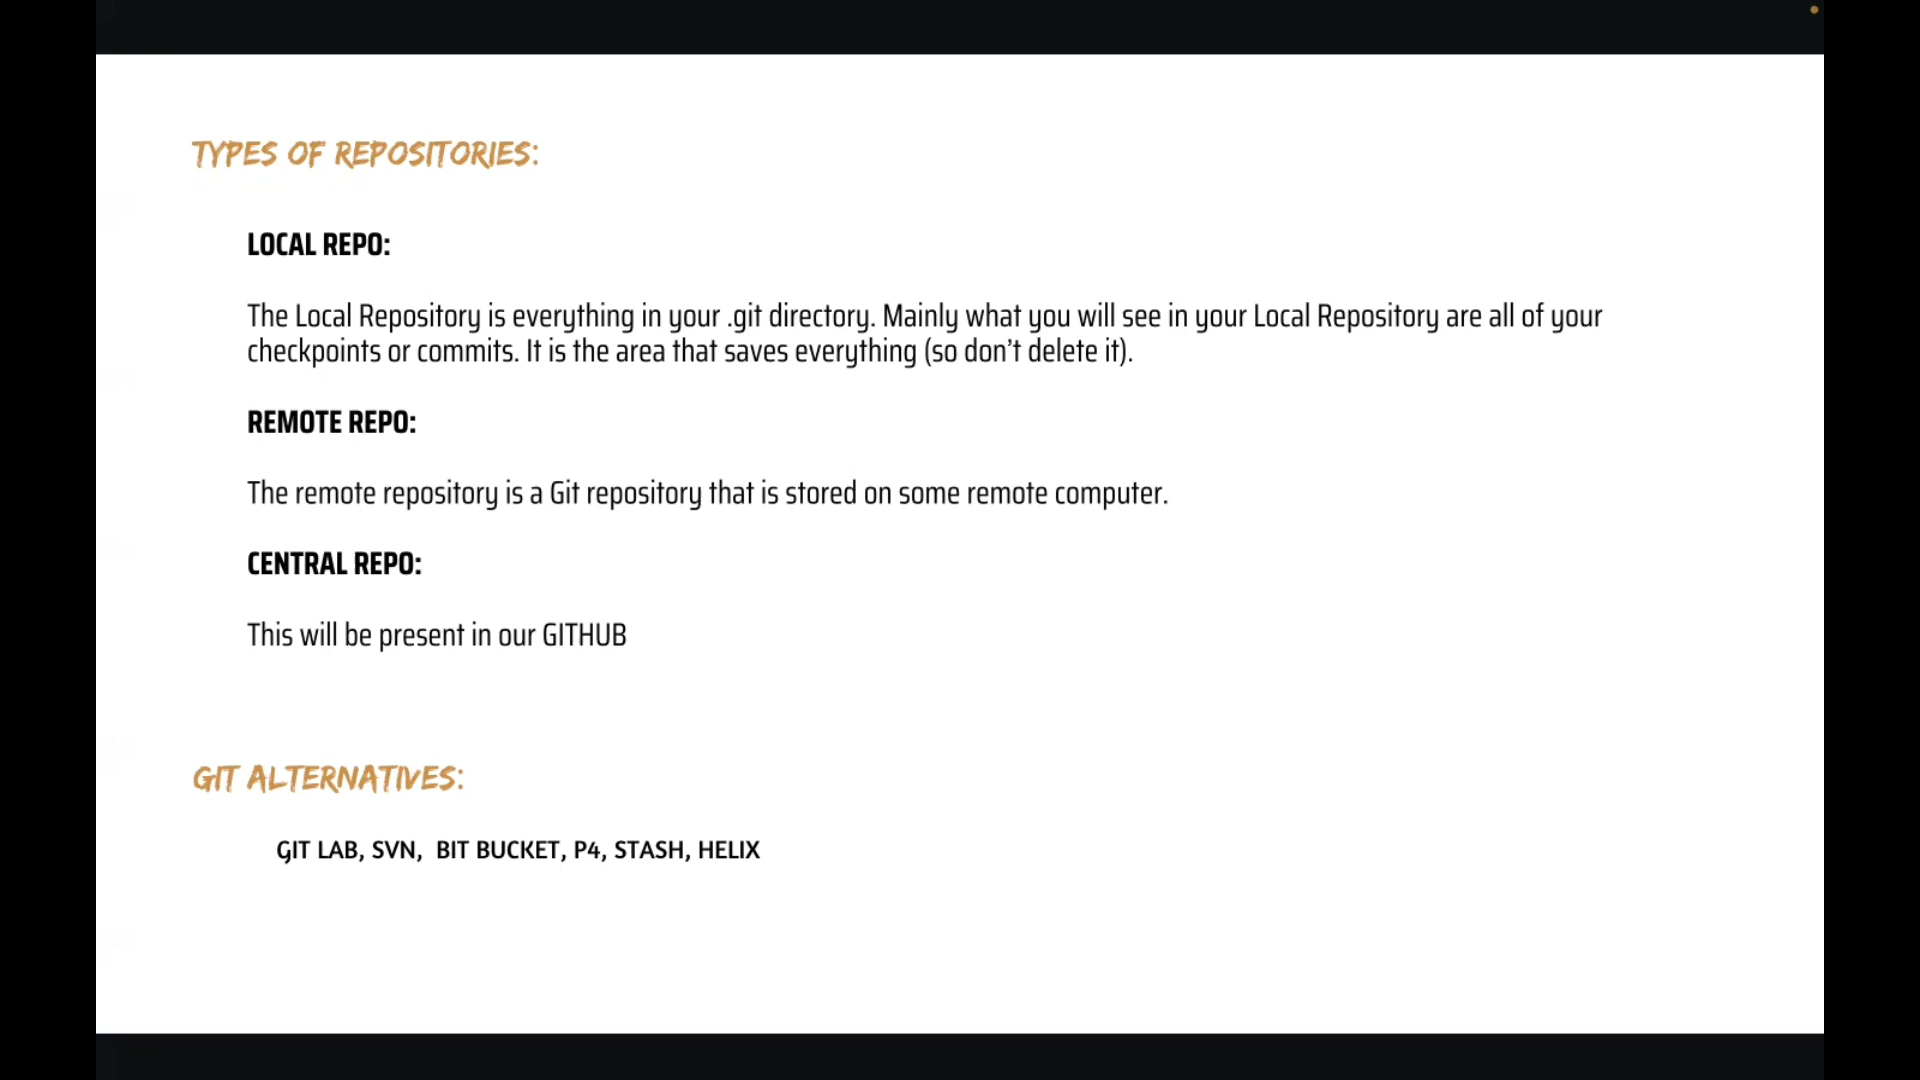 TYPES OF REPOSITORIES:
LOCAL REPO:
The Local Repository is everything in your .git directory. Mainly what you will see in your Local Repository are all of your
checkpoints or commits. It is the area that saves everything (so don’t delete it).
REMOTE REPO:
The remote repository is a Git repository that is stored on some remote computer.
CENTRAL REPO:
This will be present in our GITHUB
GIT ALTERNATIVES:
GIT LAB, SVN,  BIT BUCKET, P4, STASH, HELIX